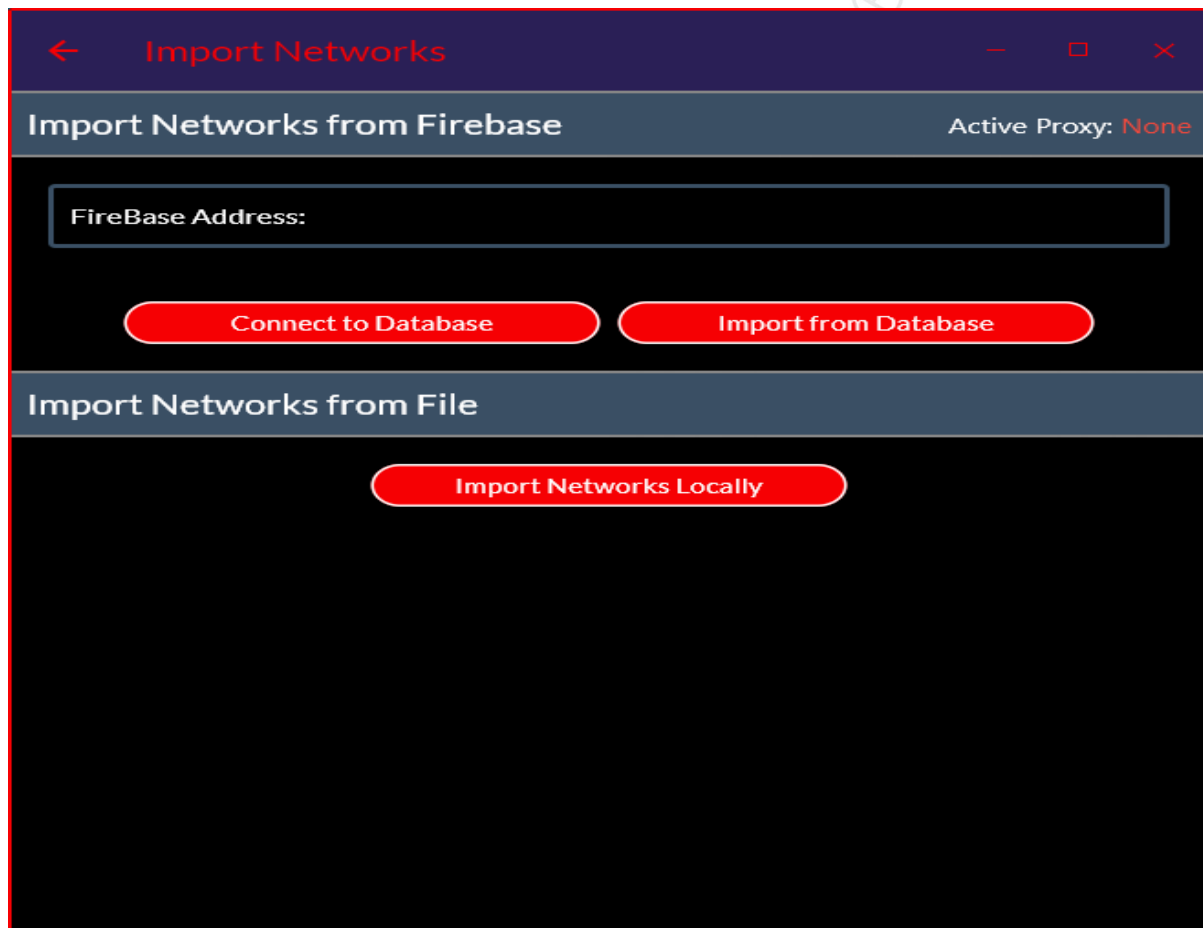 Import Networks
Import Networks from Firebase
Active Proxy: None
FireBase Address:
Connect to Database
Import from Database
Import Networks from File
Import Networks Locally